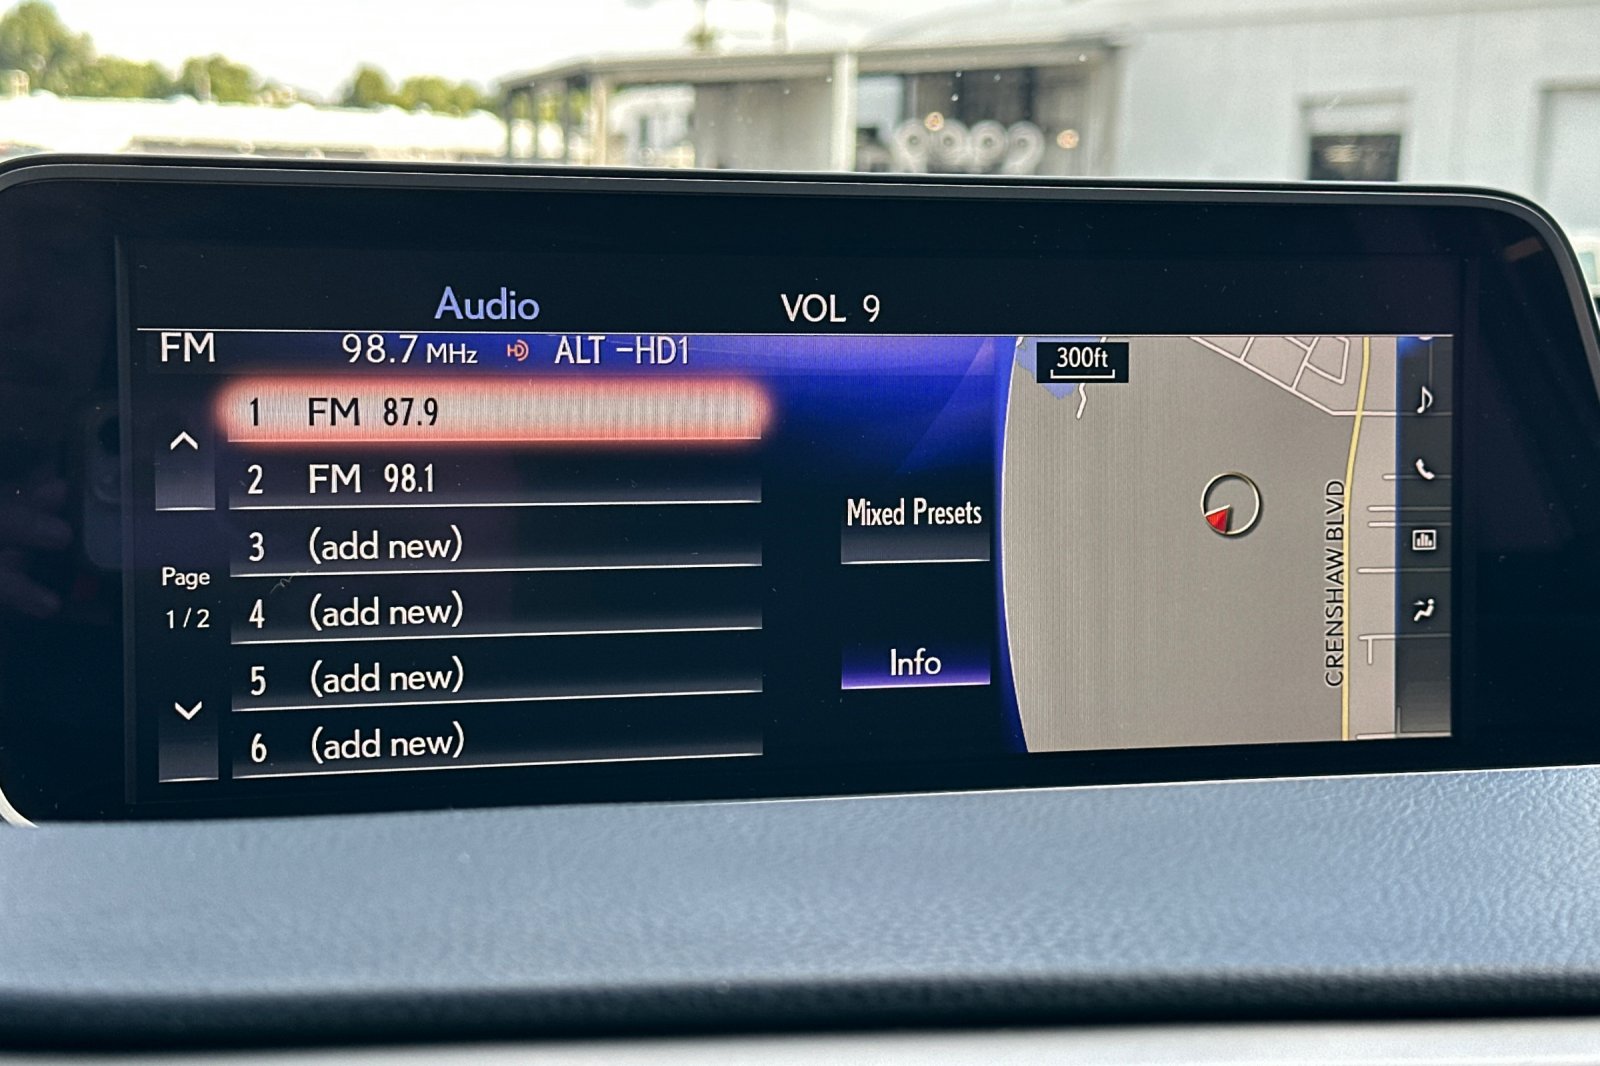 Audio VOL 9
FM 98.7 MHz HD ALT -HD1
1 FM 87.9
2 FM 98.1
3 (add new)
4 (add new)
5 (add new)
6 (add new)
Page
1/2
Mixed Presets
Info
300ft
CRENSHAW BLVD